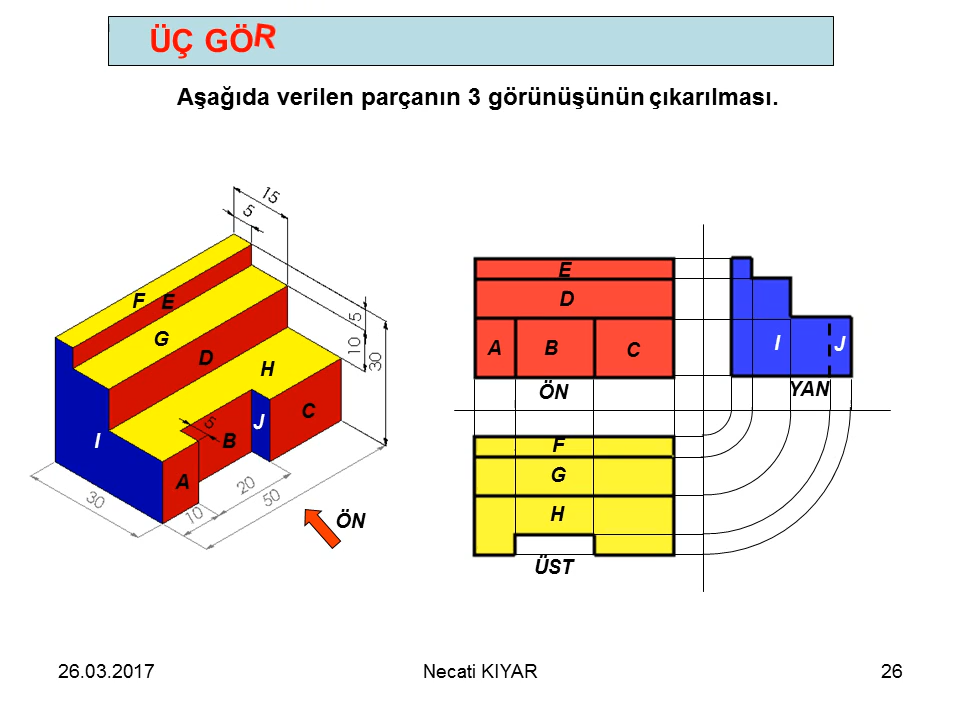 ÜÇ GÖR
Aşağıda verilen parçanın 3 görünüşünün çıkarılması.
15
5
5
10
30
F
E
G
D
H
C
J
5
B
I
A
30
20
10
50
ÖN
E
D
A
B
C
I
J
ÖN
YAN
F
G
H
ÜST
26.03.2017
Necati KIYAR
26